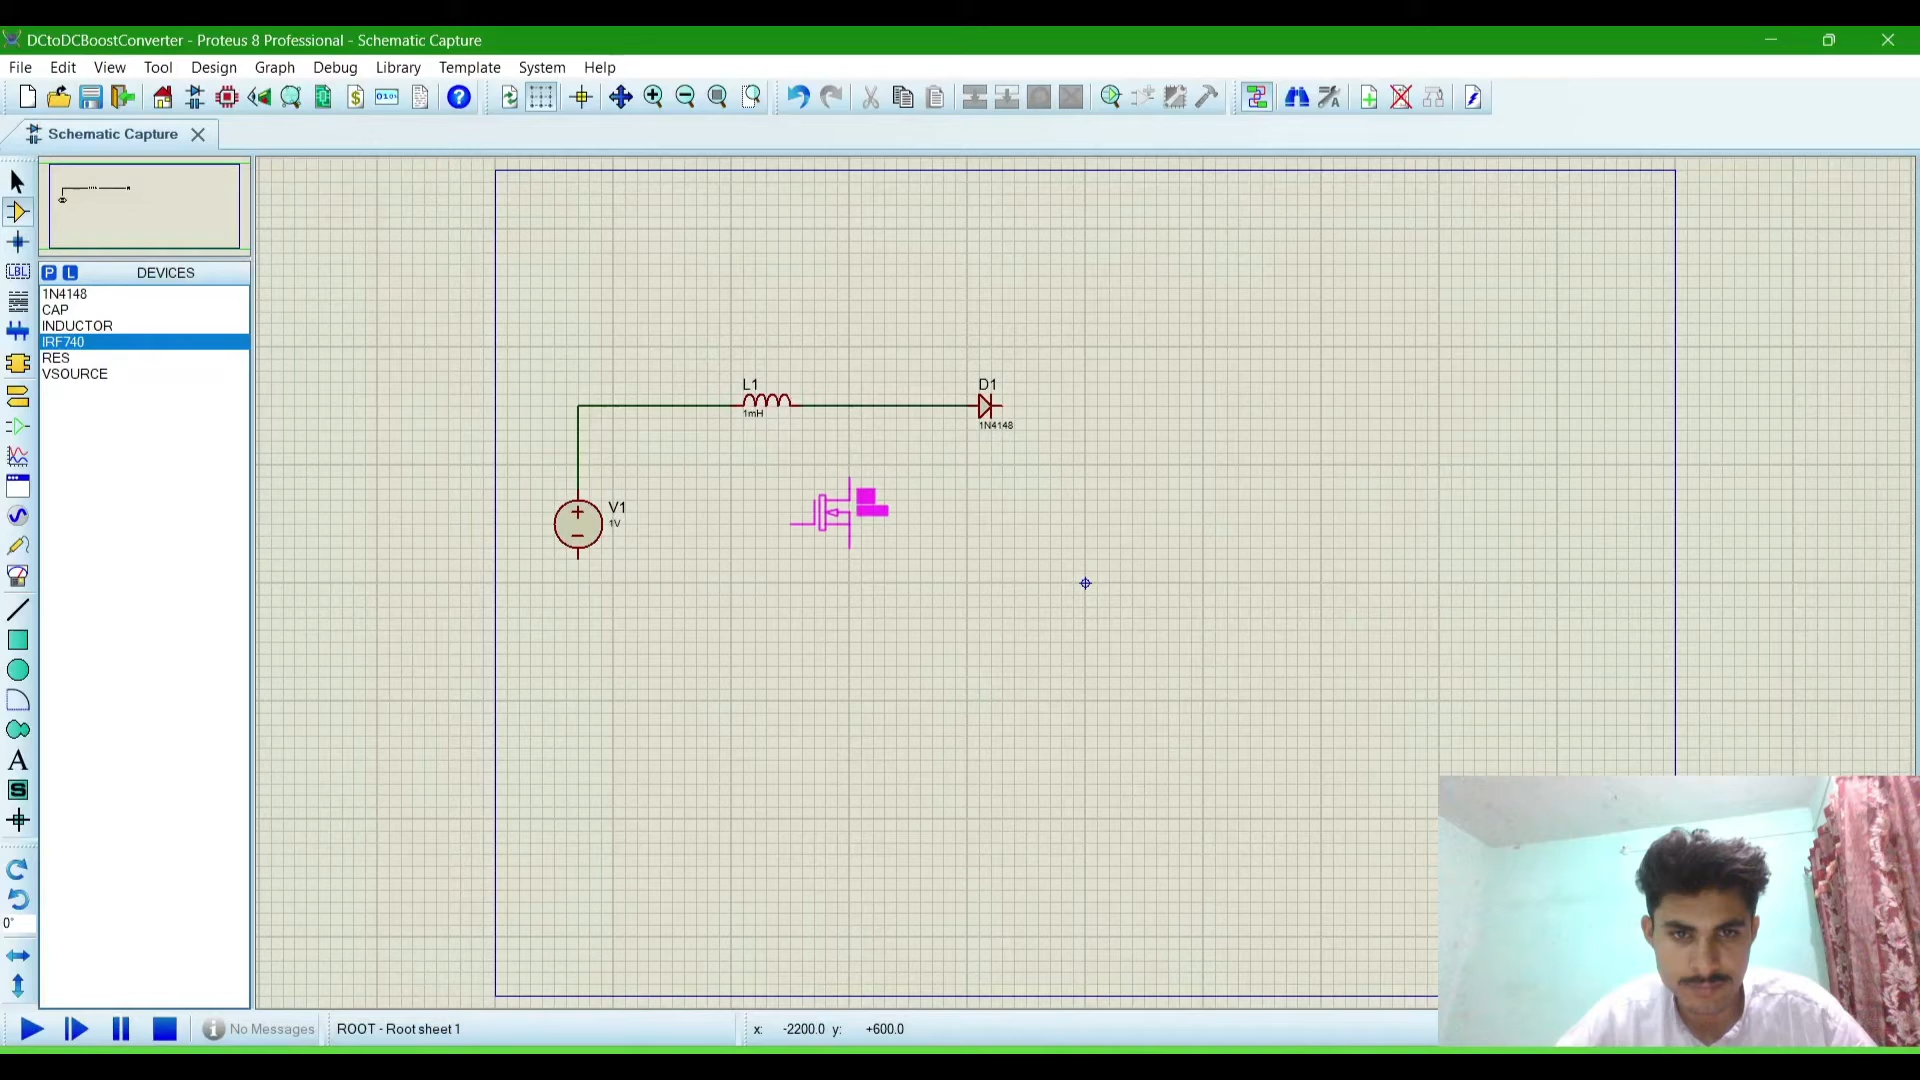 DCtoDCBoostConverter - Proteus 8 Professional - Schematic Capture
File Edit View Tool Design Graph Debug Library Template System Help
Schematic Capture
P L DEVICES
1N4148
CAP
INDUCTOR
IRF740
RES
VSOURCE
LBL
A
S
0°
L1
1mH
D1
1N4148
V1
1V
No Messages
ROOT - Root sheet 1
x: -2200.0 y: +600.0